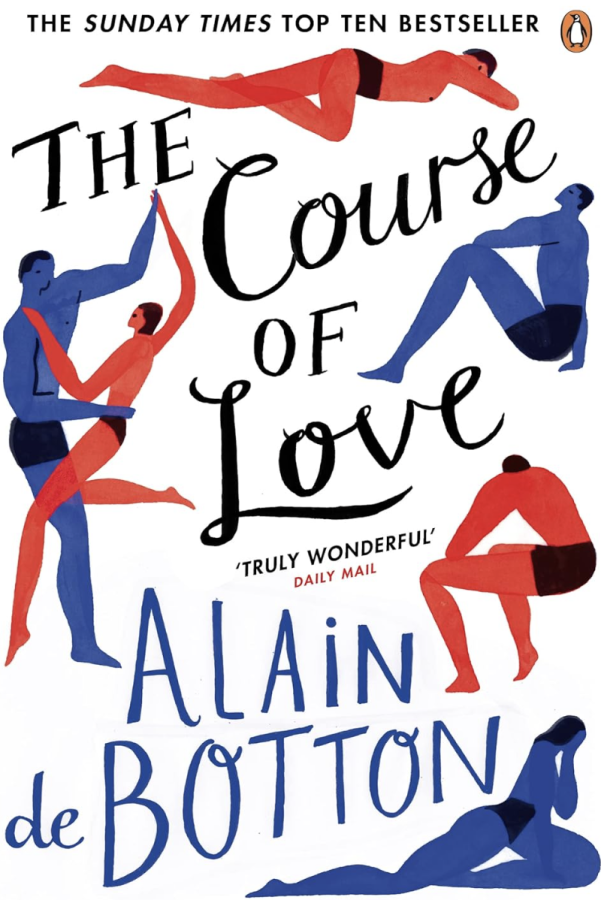 THE SUNDAY TIMES TOP TEN BESTSELLER
THE Course
OF
Love
'TRULY WONDERFUL'
DAILY MAIL
ALAiN
de BOTTON